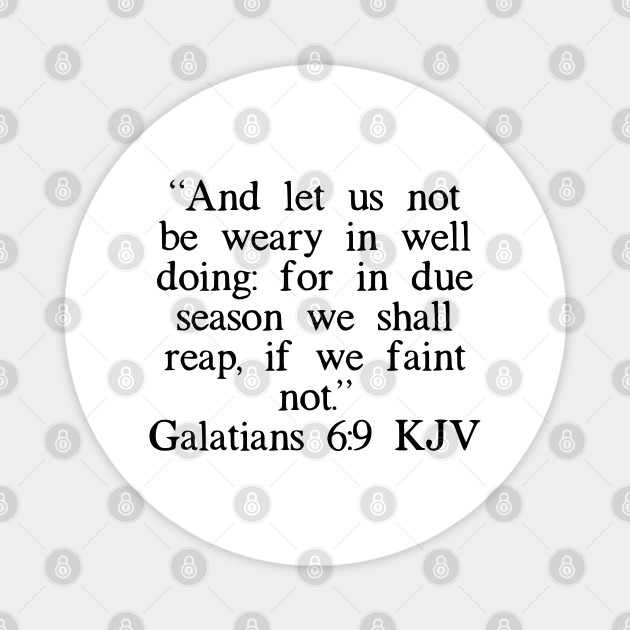 “And let us not
be weary in well
doing: for in due
season we shall
reap, if we faint
not.”
Galatians 6:9 KJV